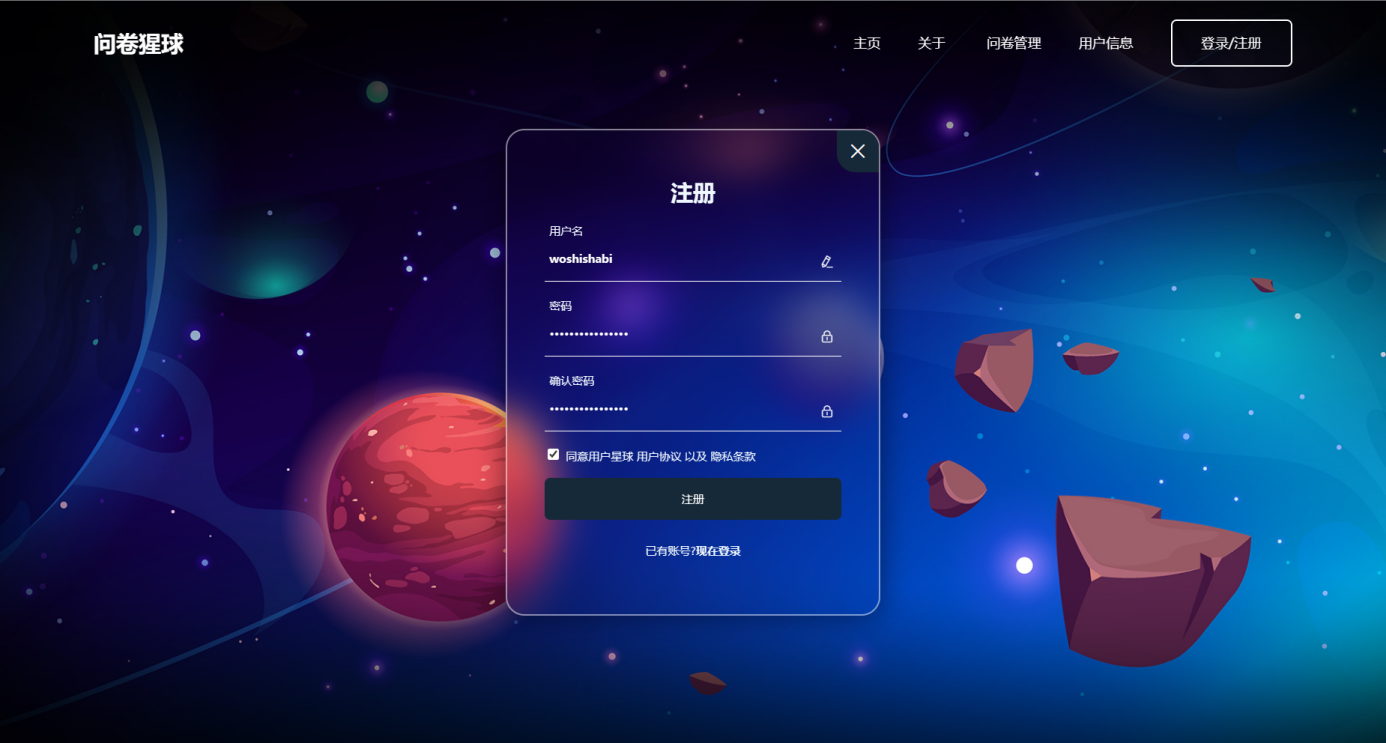 问卷猩球
主页 关于 问卷管理 用户信息 登录/注册
注册
用户名
woshishabi
密码
••••••••••••••••
确认密码
••••••••••••••••
同意用户星球 用户协议 以及 隐私条款
注册
已有账号?现在登录